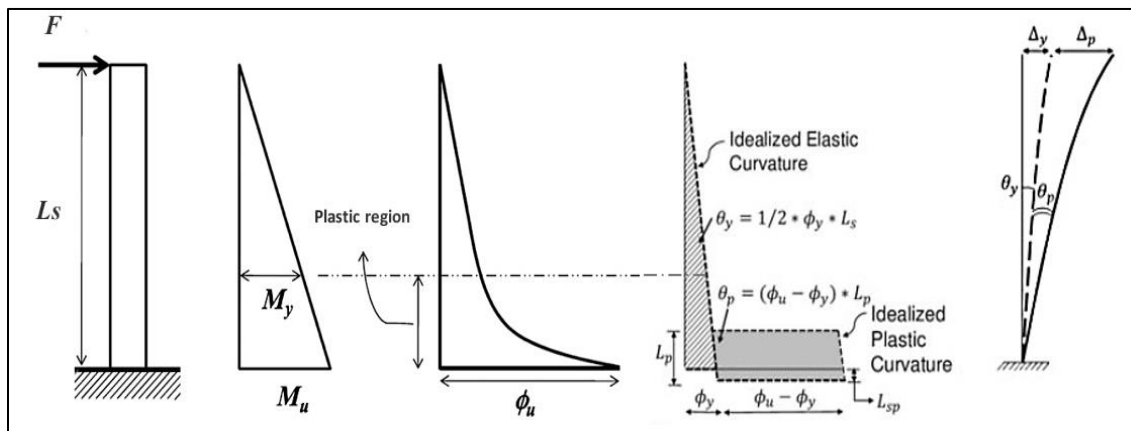 F
Ls
Plastic region
M_y
M_u
ϕ_u
Idealized Elastic
Curvature
θ_y = 1/2 * ϕ_y * L_s
θ_p = (ϕ_u − ϕ_y) * L_p
Idealized
Plastic
Curvature
L_p
ϕ_y
ϕ_u − ϕ_y
L_sp
Δ_y
Δ_p
θ_y
θ_p